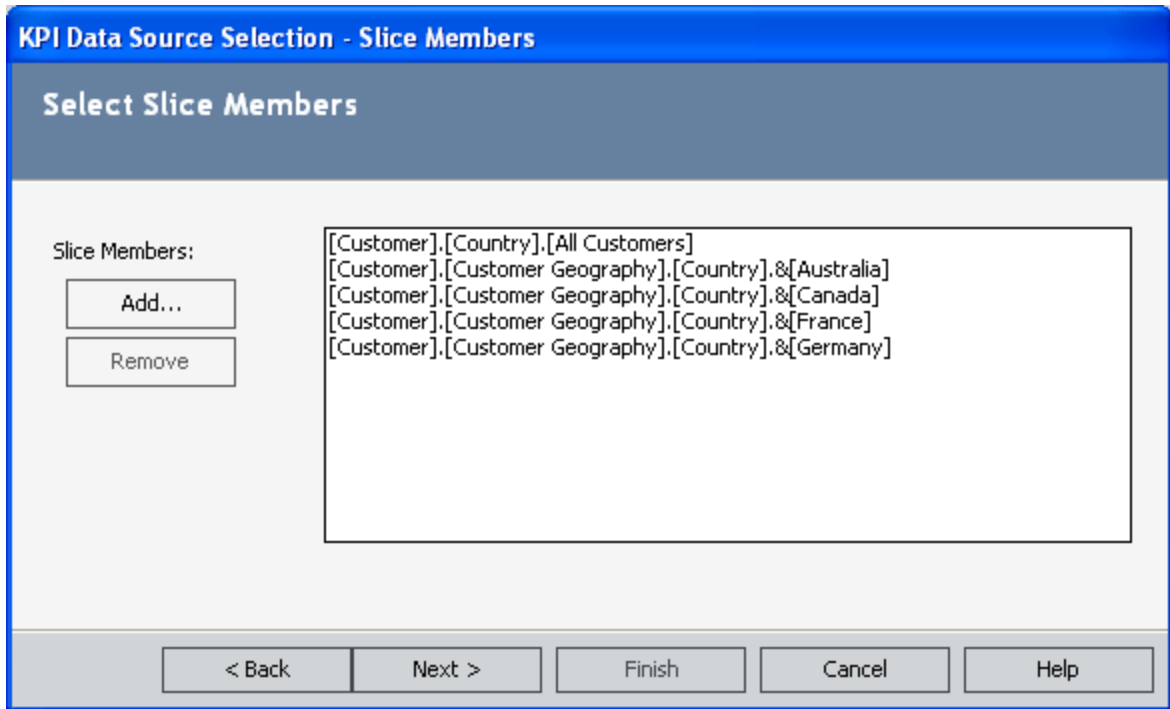 KPI Data Source Selection - Slice Members
Select Slice Members
Slice Members:
Add...
Remove
[Customer].[Country].[All Customers]
[Customer].[Customer Geography].[Country].&[Australia]
[Customer].[Customer Geography].[Country].&[Canada]
[Customer].[Customer Geography].[Country].&[France]
[Customer].[Customer Geography].[Country].&[Germany]
< Back Next > Finish Cancel Help